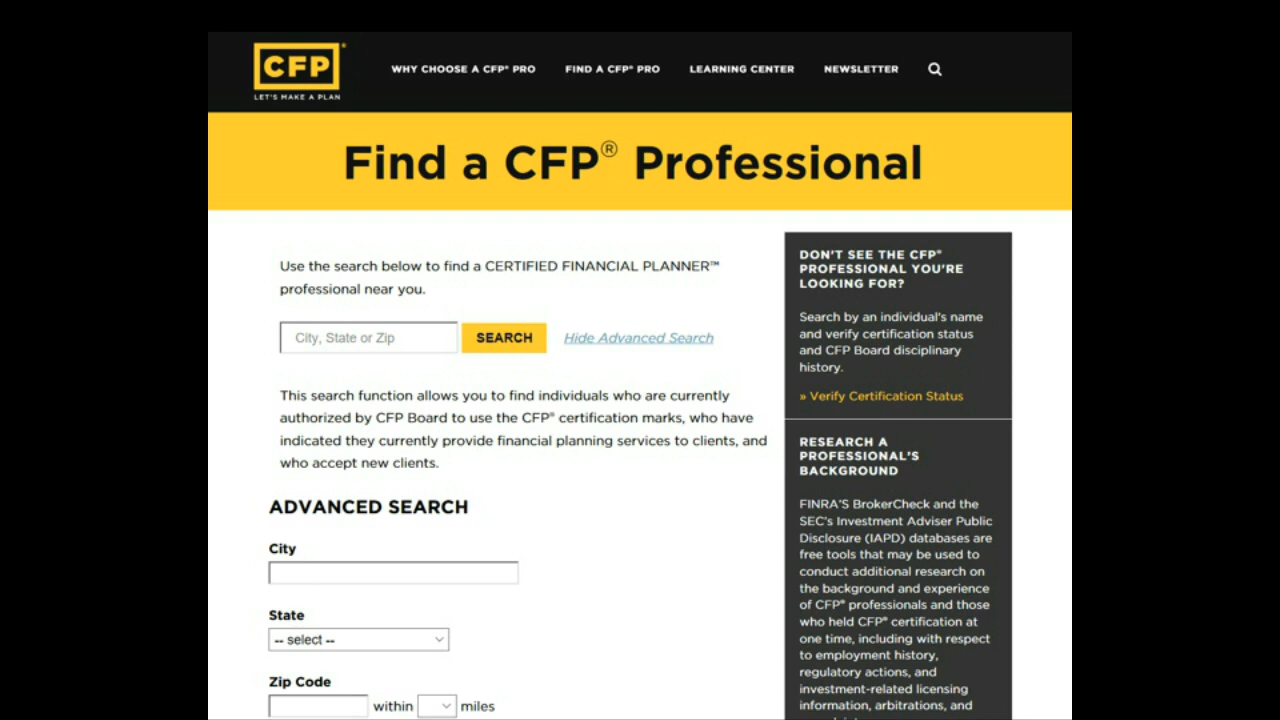 CFP®
LET'S MAKE A PLAN
WHY CHOOSE A CFP® PRO
FIND A CFP® PRO
LEARNING CENTER
NEWSLETTER
Find a CFP® Professional
Use the search below to find a CERTIFIED FINANCIAL PLANNER™
professional near you.
City, State or Zip
SEARCH
Hide Advanced Search
This search function allows you to find individuals who are currently
authorized by CFP Board to use the CFP® certification marks, who have
indicated they currently provide financial planning services to clients, and
who accept new clients.
ADVANCED SEARCH
City
State
-- select --
Zip Code
within
miles
DON'T SEE THE CFP®
PROFESSIONAL YOU'RE
LOOKING FOR?
Search by an individual's name
and verify certification status
and CFP Board disciplinary
history.
» Verify Certification Status
RESEARCH A
PROFESSIONAL'S
BACKGROUND
FINRA'S BrokerCheck and the
SEC's Investment Adviser Public
Disclosure (IAPD) databases are
free tools that may be used to
conduct additional research on
the background and experience
of CFP® professionals and those
who held CFP® certification at
one time, including with respect
to employment history,
regulatory actions, and
investment-related licensing
information, arbitrations, and